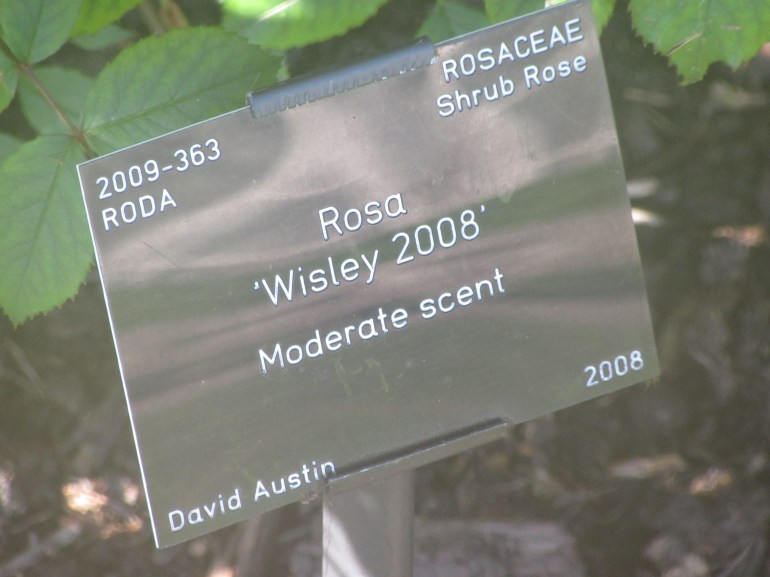 ROSACEAE
Shrub Rose
2009-363
RODA
Rosa
'Wisley 2008'
Moderate scent
2008
David Austin